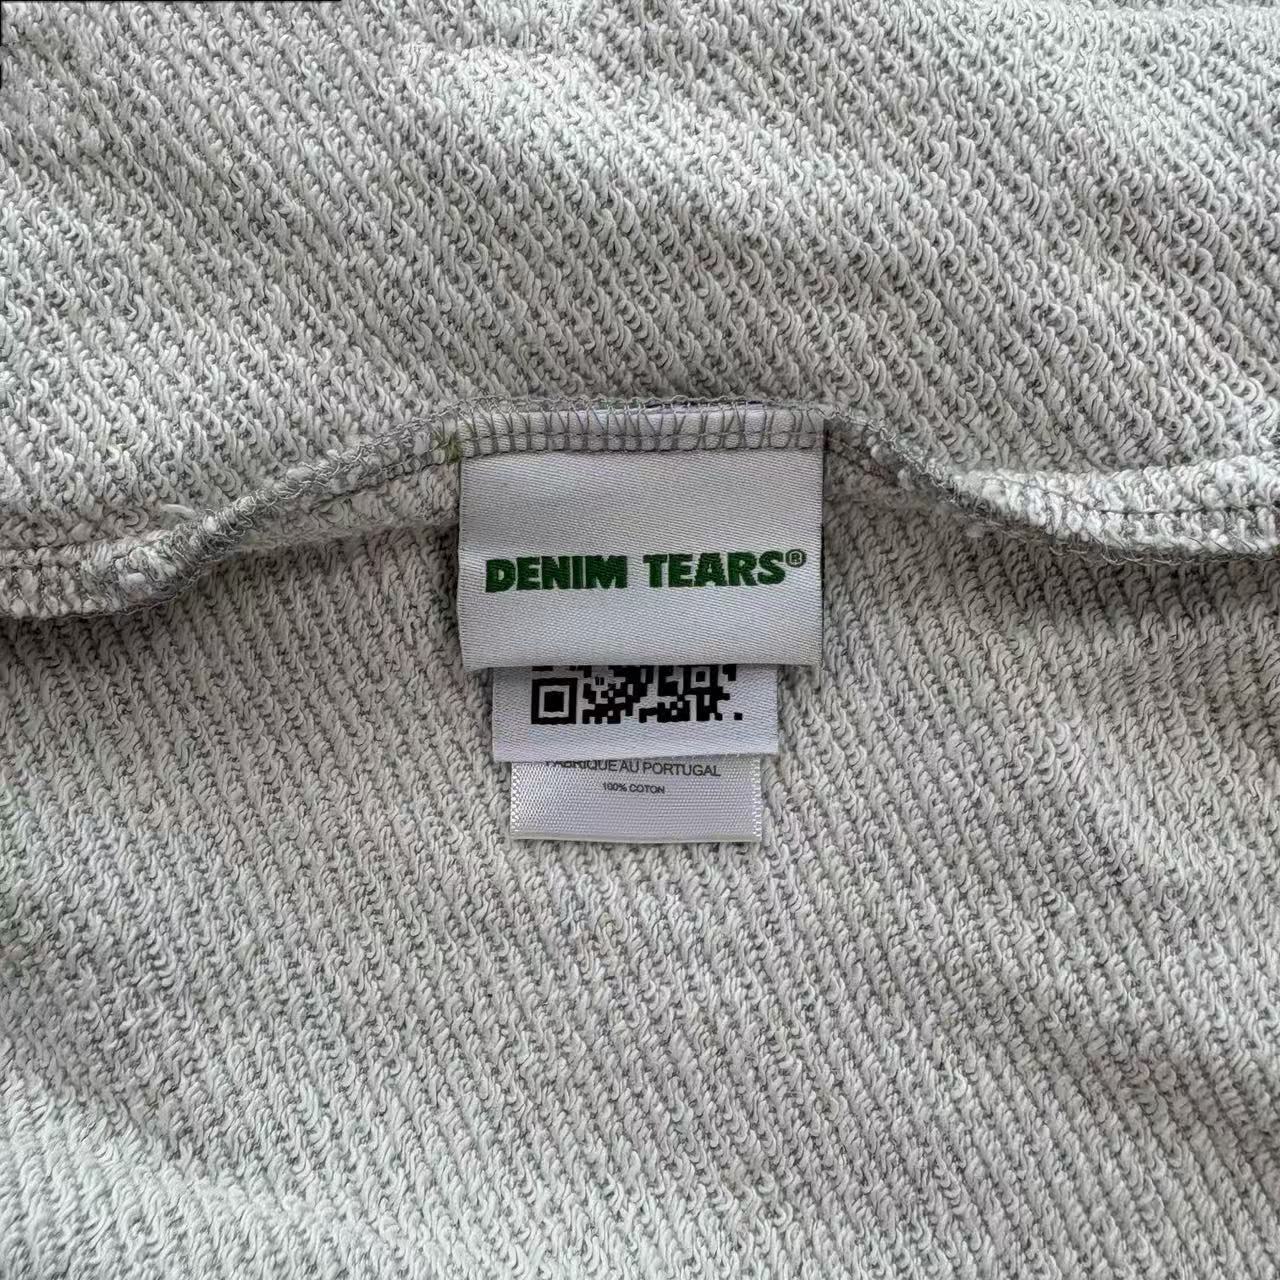 DENIM TEARS®
FABRIQUE AU PORTUGAL
100% COTON